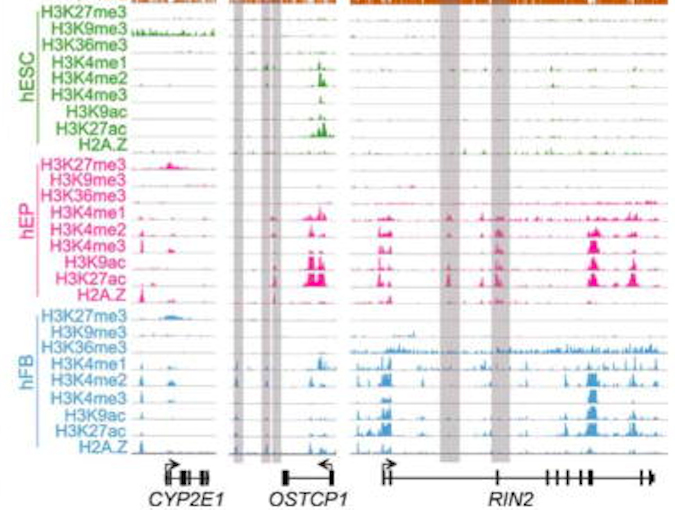 hESC
H3K27me3
H3K9me3
H3K36me3
H3K4me1
H3K4me2
H3K4me3
H3K9ac
H3K27ac
H2A.Z
hEP
H3K27me3
H3K9me3
H3K36me3
H3K4me1
H3K4me2
H3K4me3
H3K9ac
H3K27ac
H2A.Z
hFB
H3K27me3
H3K9me3
H3K36me3
H3K4me1
H3K4me2
H3K4me3
H3K9ac
H3K27ac
H2A.Z
CYP2E1 OSTCP1 RIN2